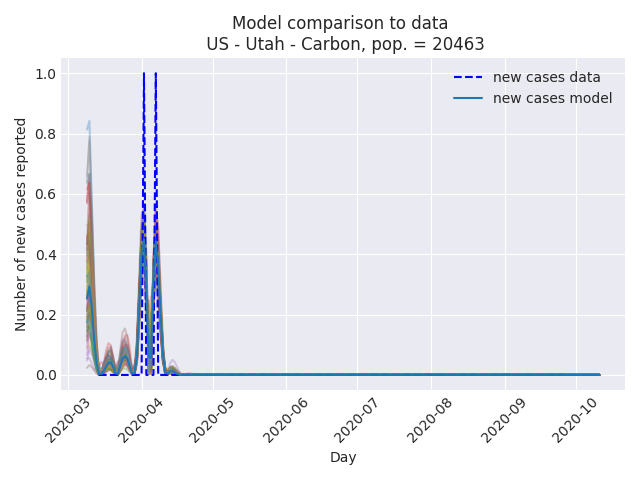 Model comparison to data
US - Utah - Carbon, pop. = 20463
new cases data
new cases model
Number of new cases reported
1.0
0.8
0.6
0.4
0.2
0.0
2020-03
2020-04
2020-05
2020-06
2020-07
2020-08
2020-09
2020-10
Day